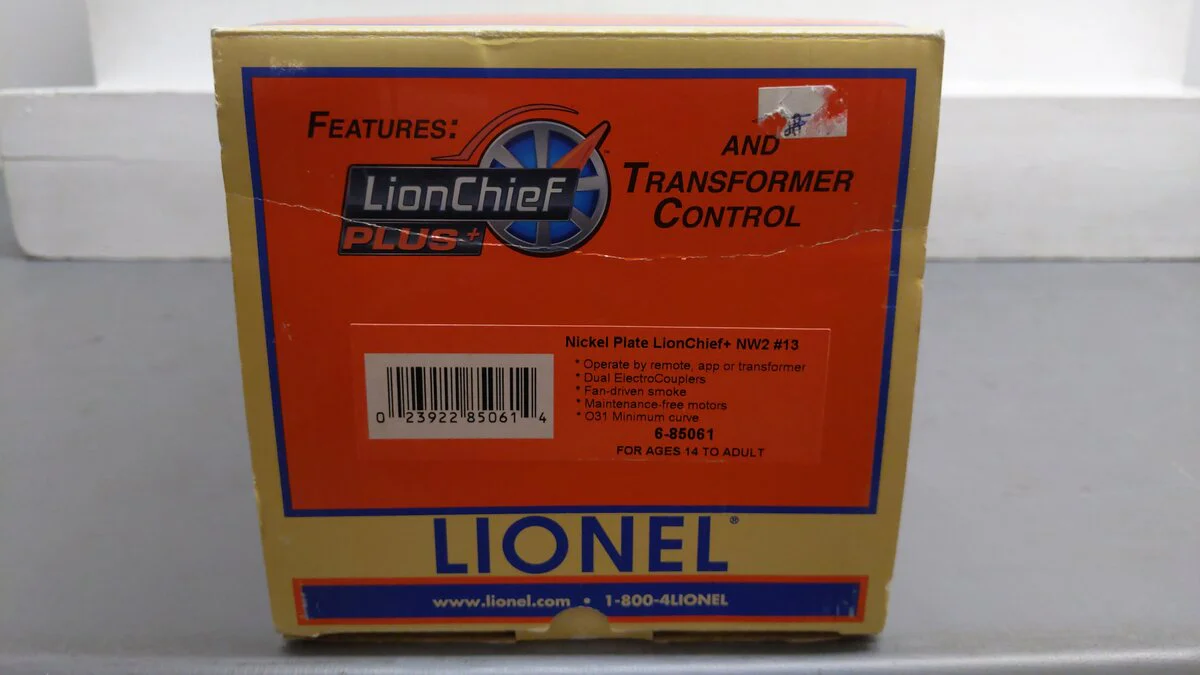 FEATURES:
LionChief
PLUS+
™
AND
TRANSFORMER
CONTROL
Nickel Plate LionChief+ NW2 #13
* Operate by remote, app or transformer
* Dual ElectroCouplers
* Fan-driven smoke
* Maintenance-free motors
* O31 Minimum curve
6-85061
FOR AGES 14 TO ADULT
0 23922 85061 4
LIONEL®
www.lionel.com • 1-800-4LIONEL